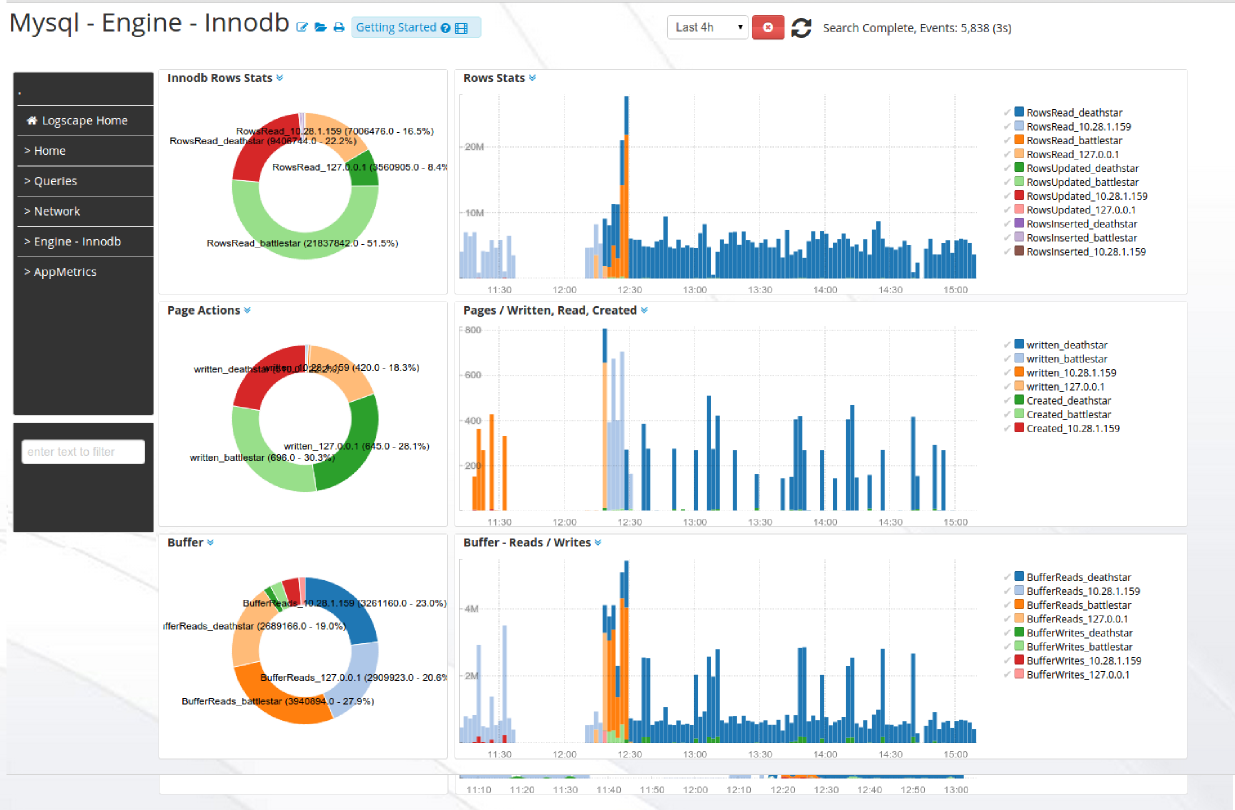 Mysql - Engine - Innodb Getting Started
Last 4h
Search Complete, Events: 5,838 (3s)
.
Logscape Home
> Home
> Queries
> Network
> Engine - Innodb
> AppMetrics
enter text to filter
Innodb Rows Stats
RowsRead_10.28.1.159 (7006476.0 - 16.5%)
RowsRead_deathstar (9406744.0 - 22.2%)
RowsRead_127.0.0.1 (3560905.0 - 8.4%
RowsRead_battlestar (21837842.0 - 51.5%)
Rows Stats
20M
10M
11:30 12:00 12:30 13:00 13:30 14:00 14:30 15:00
RowsRead_deathstar
RowsRead_10.28.1.159
RowsRead_battlestar
RowsRead_127.0.0.1
RowsUpdated_deathstar
RowsUpdated_battlestar
RowsUpdated_10.28.1.159
RowsUpdated_127.0.0.1
RowsInserted_deathstar
RowsInserted_battlestar
RowsInserted_10.28.1.159
Page Actions
written_10.28.1.159 (420.0 - 18.3%)
written_deathstar
written_127.0.0.1 (645.0 - 28.1%)
written_battlestar (696.0 - 30.3%)
Pages / Written, Read, Created
800
600
400
200
11:30 12:00 12:30 13:00 13:30 14:00 14:30 15:00
written_deathstar
written_battlestar
written_10.28.1.159
written_127.0.0.1
Created_deathstar
Created_battlestar
Created_10.28.1.159
Buffer
BufferReads_10.28.1.159 (3261160.0 - 23.0%)
ufferReads_deathstar (2689166.0 - 19.0%)
BufferReads_127.0.0.1 (2909923.0 - 20.6%
BufferReads_battlestar (3940894.0 - 27.9%)
Buffer - Reads / Writes
4M
2M
11:30 12:00 12:30 13:00 13:30 14:00 14:30 15:00
BufferReads_deathstar
BufferReads_10.28.1.159
BufferReads_battlestar
BufferReads_127.0.0.1
BufferWrites_deathstar
BufferWrites_battlestar
BufferWrites_10.28.1.159
BufferWrites_127.0.0.1
11:10 11:20 11:30 11:40 11:50 12:00 12:10 12:20 12:30 12:40 12:50 13:00